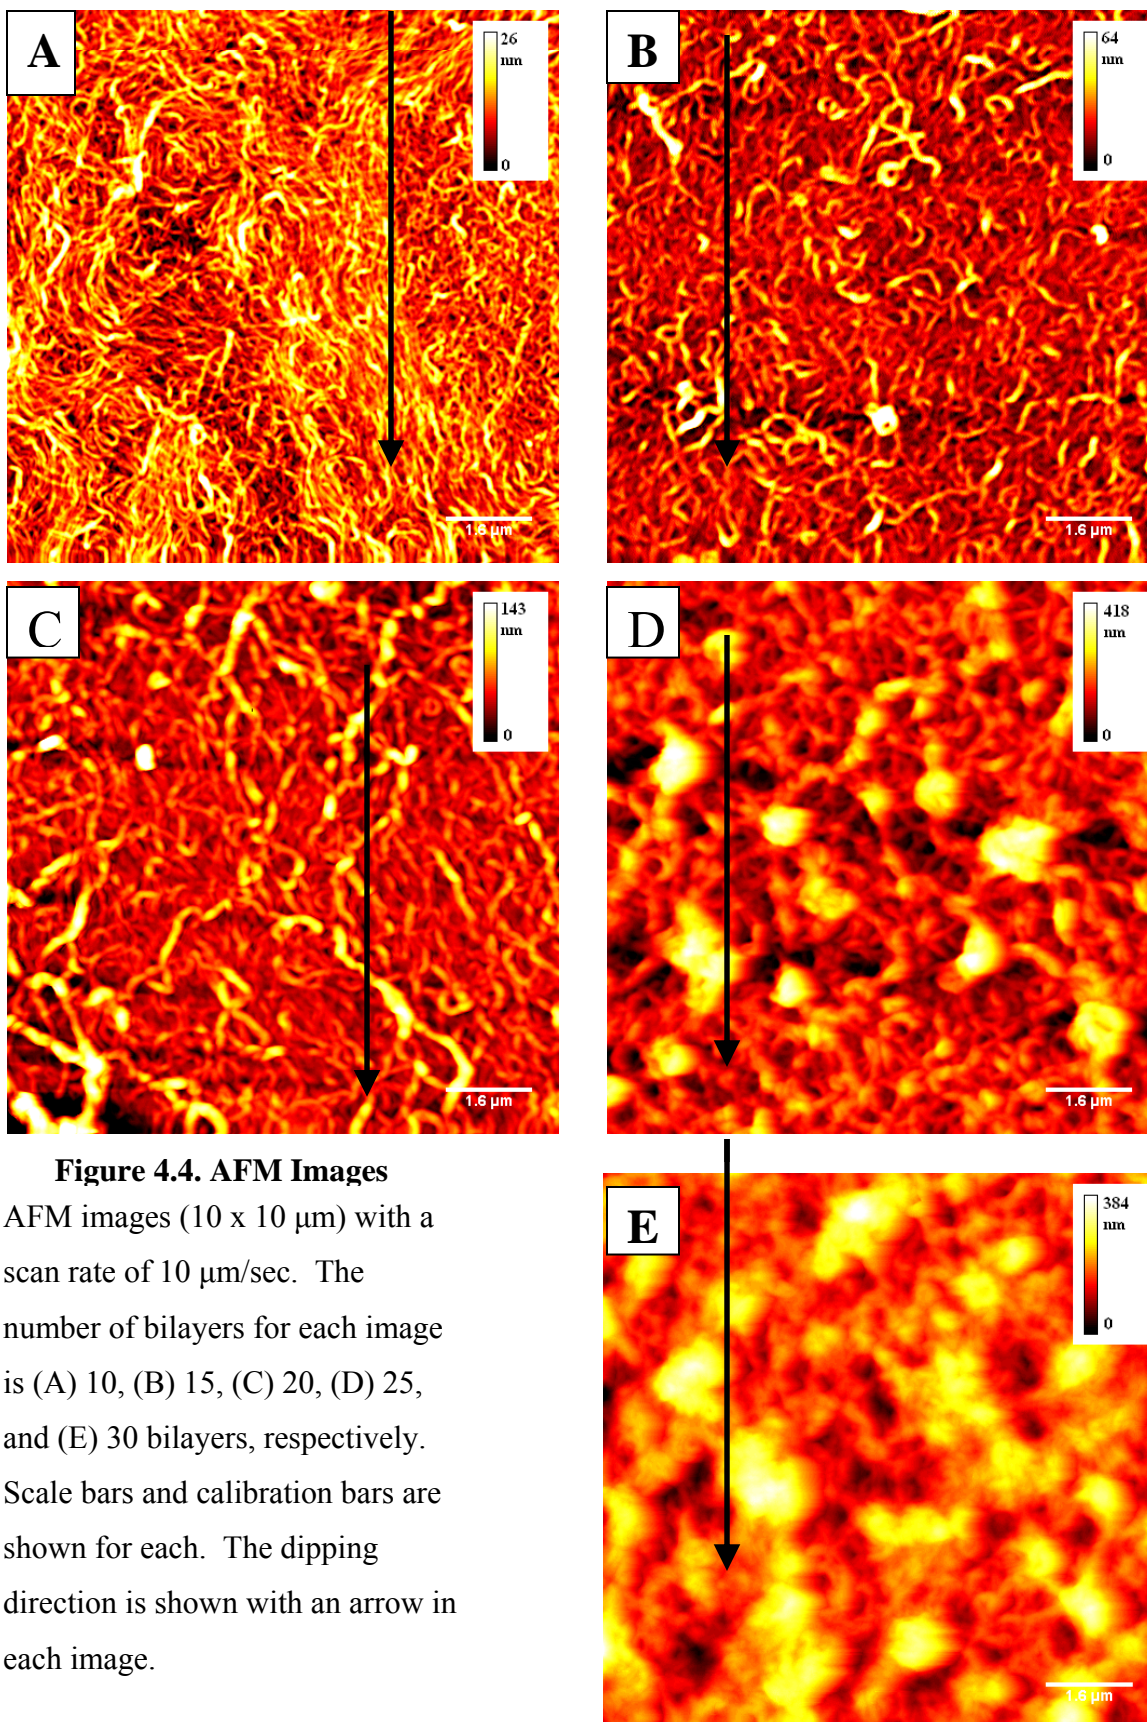 A
26
nm
0
1.6 µm
B
64
nm
0
1.6 µm
C
143
nm
0
1.6 µm
D
418
nm
0
1.6 µm
Figure 4.4. AFM Images
AFM images (10 x 10 μm) with a
scan rate of 10 μm/sec. The
number of bilayers for each image
is (A) 10, (B) 15, (C) 20, (D) 25,
and (E) 30 bilayers, respectively.
Scale bars and calibration bars are
shown for each. The dipping
direction is shown with an arrow in
each image.
E
384
nm
0
1.6 µm